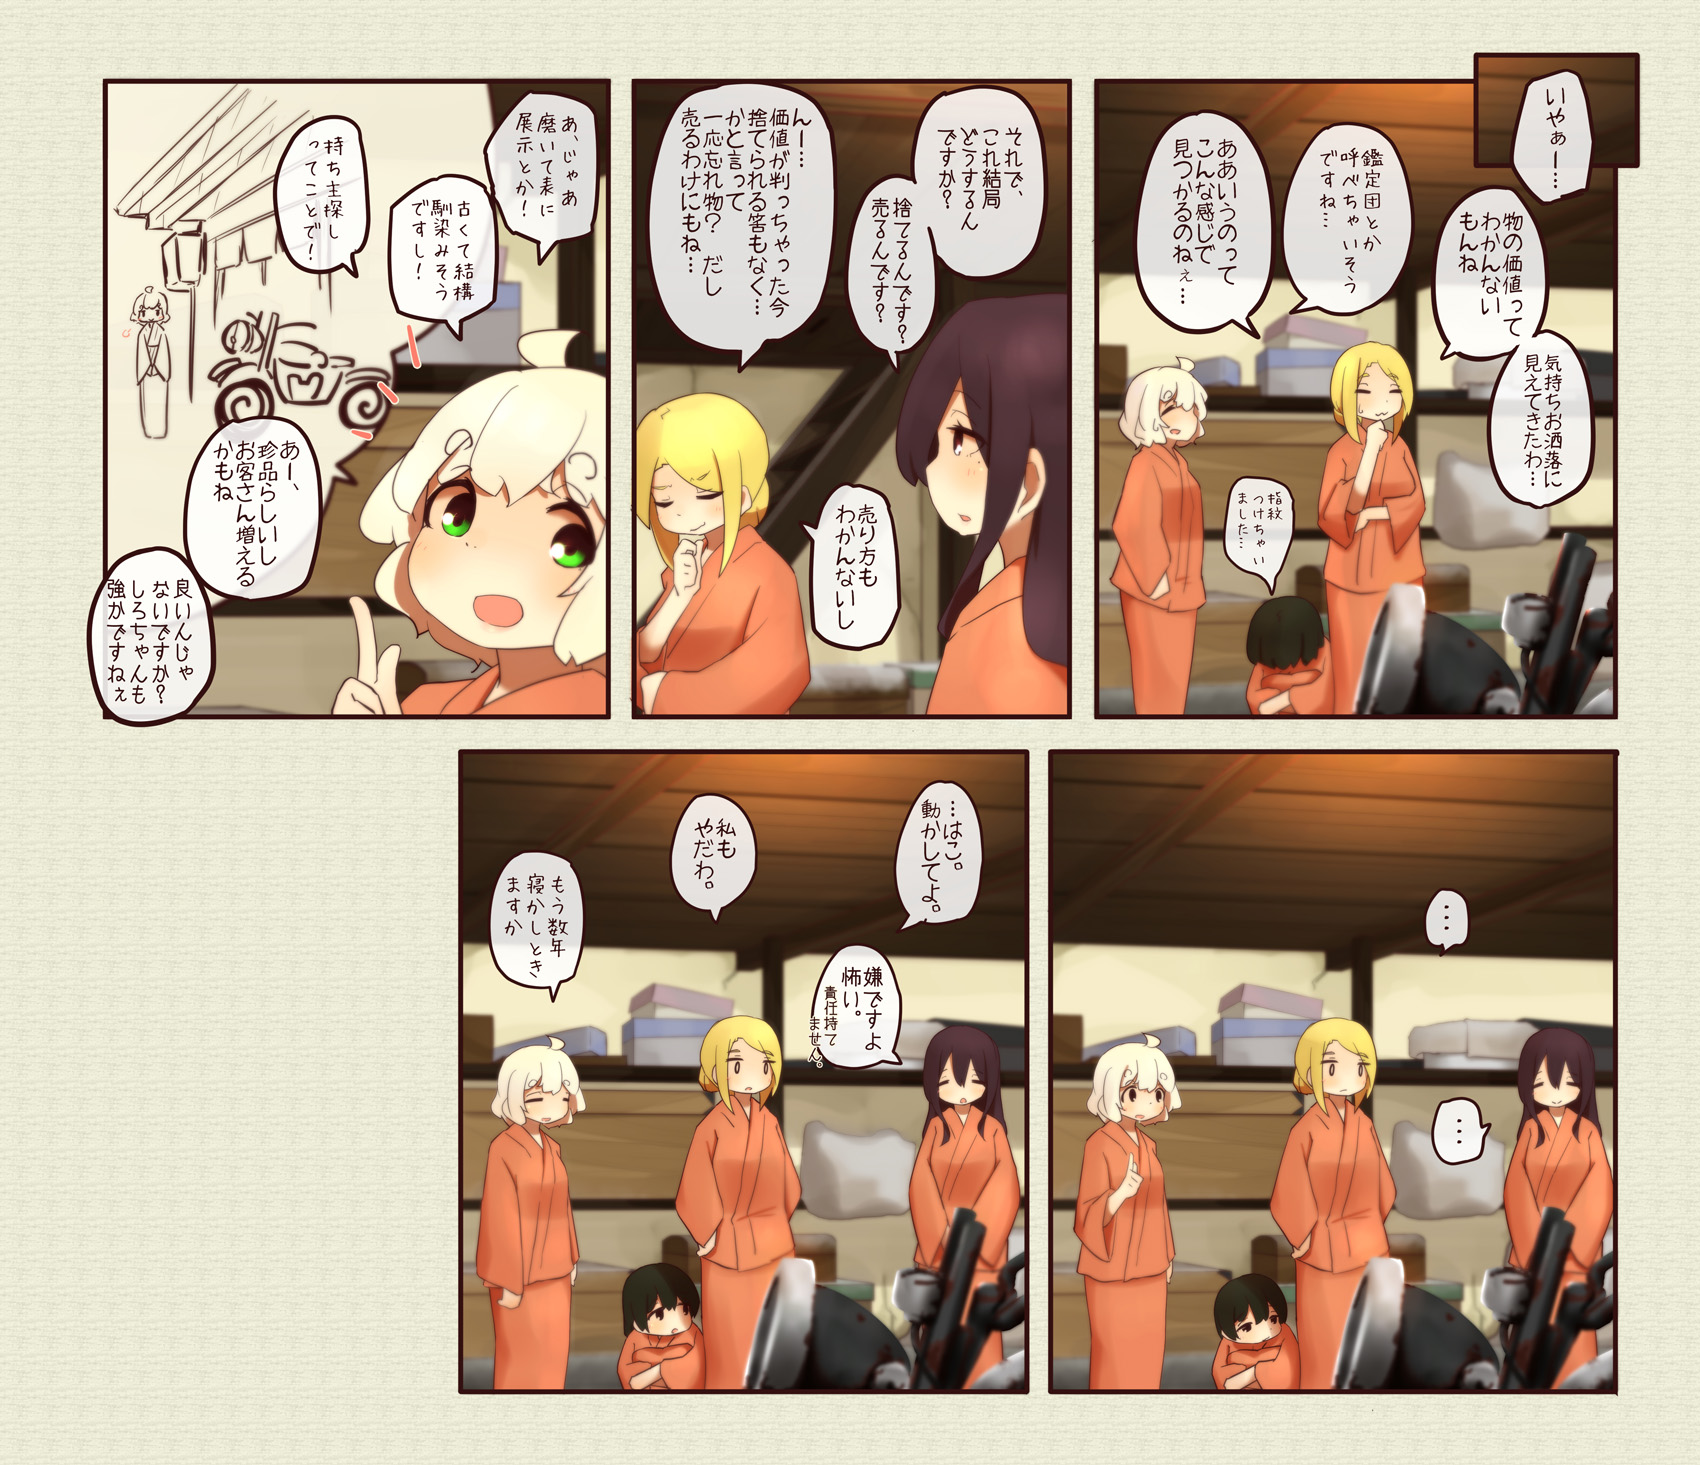 いやぁー…
物の価値って
わかんない
もんね
気持ちお洒落に
見えてきたわ…
鑑定団とか
呼べちゃいそう
ですね…
ああいうのって
こんな感じで
見つかるのねぇ…
指紋
つけちゃい
ました…
それで、
これ結局
どうするん
ですか？
捨てるんです？
売るんです？
んー…
価値が判っちゃった今
捨てられる筈もなく…
かと言って
一応忘れ物？だし
売るわけにもね…
売り方も
わかんないし
あ、じゃあ
磨いて表に
展示とか！
古くて結構
馴染みそう
ですし！
持ち主探し
ってことで！
あー、
珍品らしいし
お客さん増える
かもね
良いんじゃ
ないですか？
しろちゃんも
強かですねぇ
…
…
…はこ。
動かしてよ。
嫌ですよ
怖い。
責任持て
ません。
私も
やだわ。
もう数年
寝かしとき
ますか